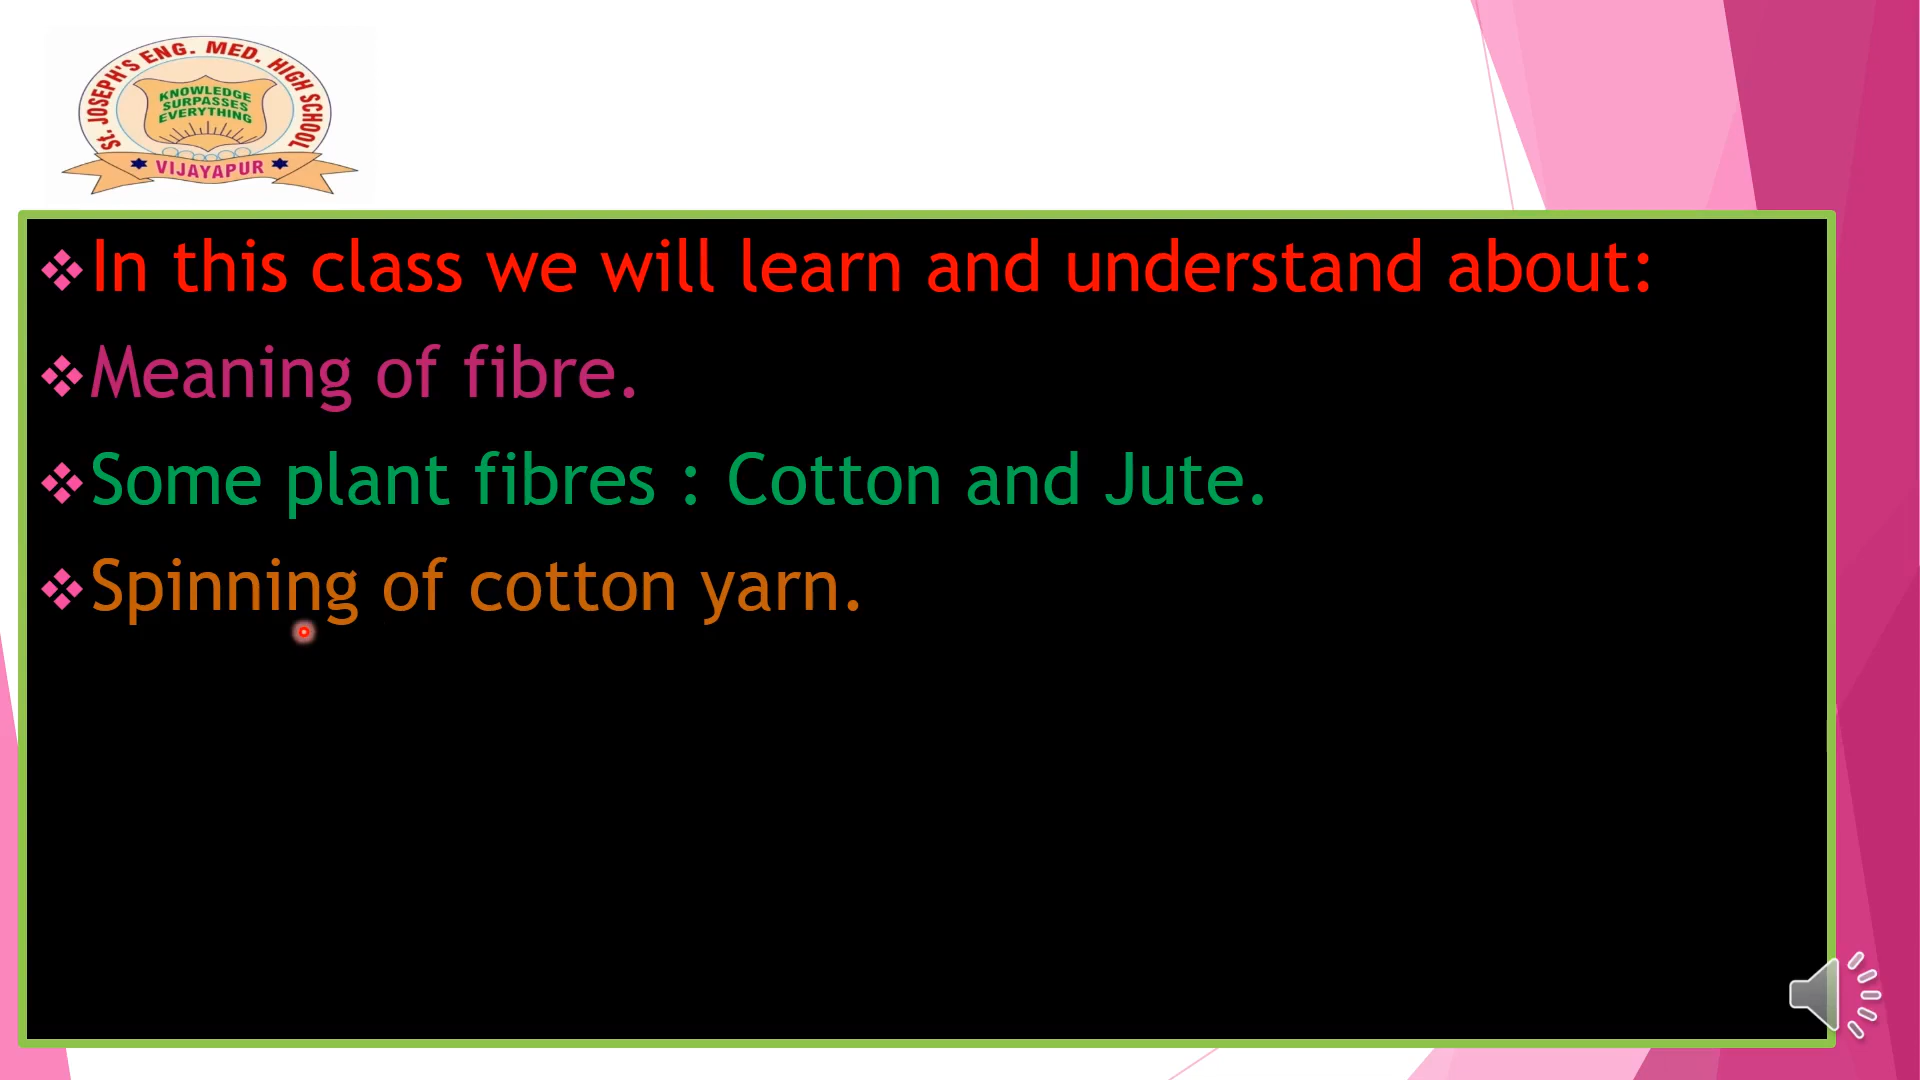 St. JOSEPH'S ENG. MED. HIGH SCHOOL
KNOWLEDGE
SURPASSES
EVERYTHING
VIJAYAPUR
In this class we will learn and understand about:
Meaning of fibre.
Some plant fibres : Cotton and Jute.
Spinning of cotton yarn.